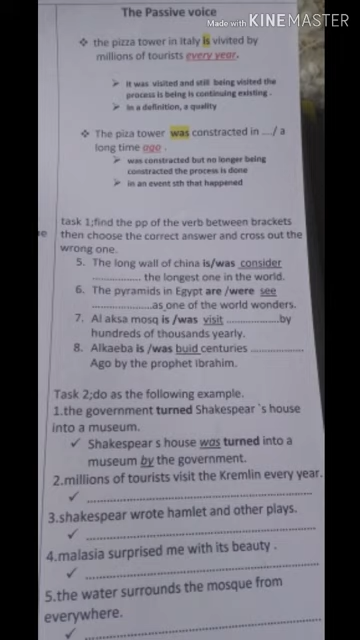 The Passive voice
Made with KINEMASTER
❖ the pizza tower in Italy is vivited by
millions of tourists every year.
➤ It was visited and still being visited the
process is being is continuing existing .
➤ In a definition, a quality
❖ The piza tower was constracted in .../ a
long time ago .
➤ was constracted but no longer being
constracted the process is done
➤ in an event sth that happened
task 1;find the pp of the verb between brackets
then choose the correct answer and cross out the
wrong one.
5. The long wall of china is/was consider
.................. the longest one in the world.
6. The pyramids in Egypt are /were see
..................as one of the world wonders.
7. Al aksa mosq is /was visit ...............by
hundreds of thousands yearly.
8. Alkaeba is /was buid centuries ...............
Ago by the prophet Ibrahim.
Task 2;do as the following example.
1.the government turned Shakespear `s house
into a museum.
✓ Shakespear s house was turned into a
museum by the government.
2.millions of tourists visit the Kremlin every year.
✓ ..................................................
3.shakespear wrote hamlet and other plays.
✓ ..................................................
4.malasia surprised me with its beauty .
✓ ..................................................
5.the water surrounds the mosque from
everywhere.
✓ ..................................................